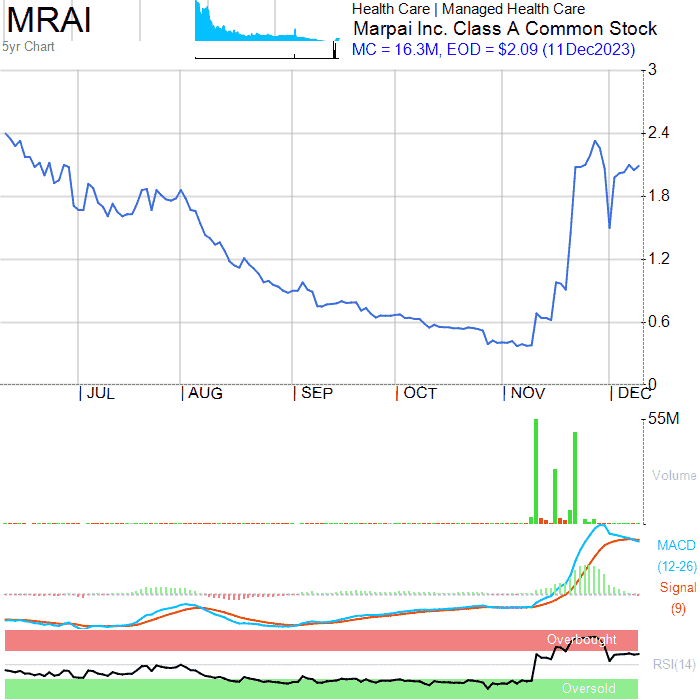 MRAI
Health Care | Managed Health Care
5yr Chart
Marpai Inc. Class A Common Stock
MC = 16.3M, EOD = $2.09 (11Dec2023)
3
2.4
1.8
1.2
0.6
0
JUL AUG SEP OCT NOV DEC
55M
Volume
MACD
(12-26)
Signal
(9)
Overbought
RSI(14)
Oversold